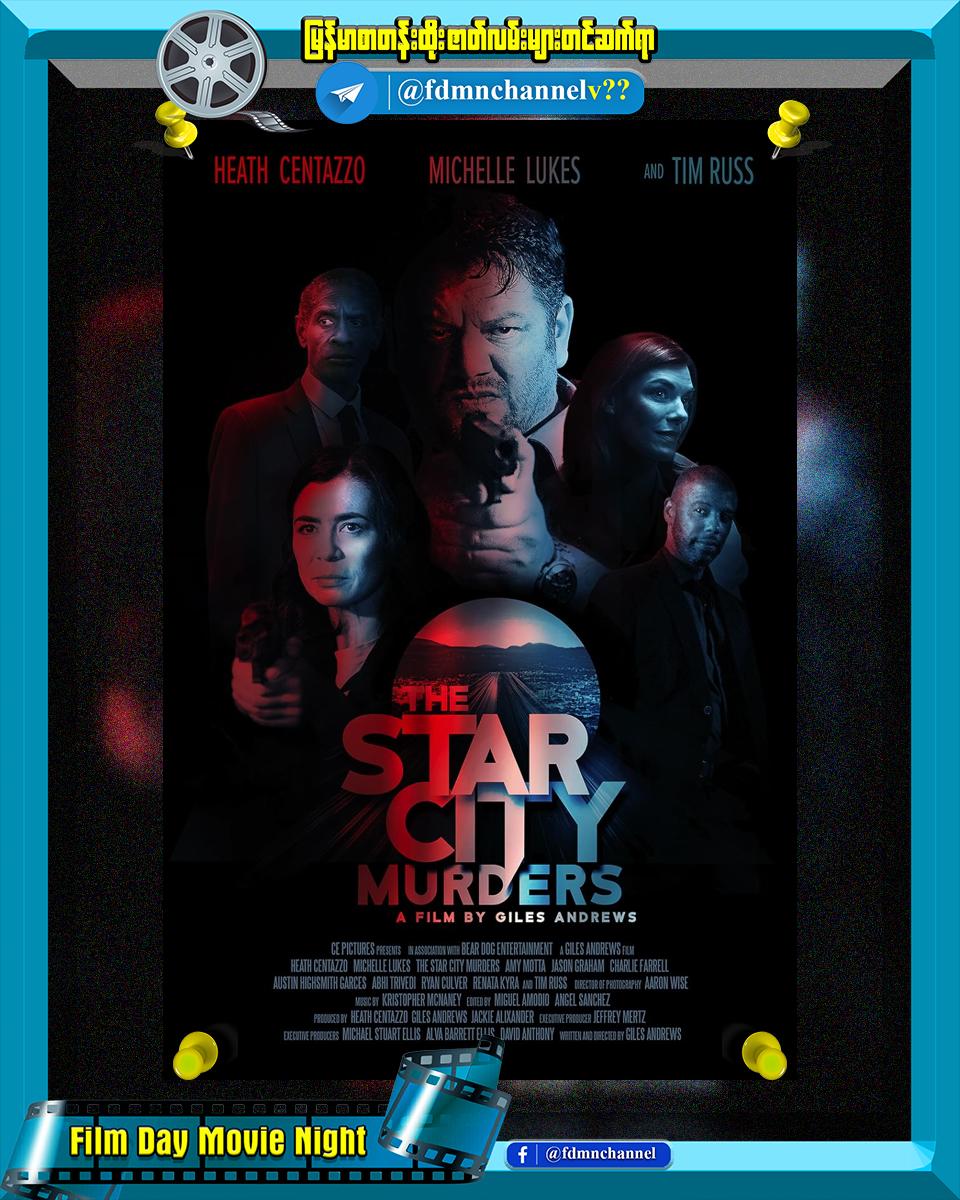 မြန်မာစာတန်းထိုး ဇာတ်လမ်းများတင်ဆက်ရာ
@fdmnchannelv??
HEATH CENTAZZO MICHELLE LUKES AND TIM RUSS
THE
STAR
CITY
MURDERS
A FILM BY GILES ANDREWS
CE PICTURES PRESENTS IN ASSOCIATION WITH BEAR DOG ENTERTAINMENT A GILES ANDREWS FILM
HEATH CENTAZZO MICHELLE LUKES THE STAR CITY MURDERS AMY MOTTA JASON GRAHAM CHARLIE FARRELL
AUSTIN HIGHSMITH GARCES ABHI TRIVEDI RYAN CULVER RENATA KYRA AND TIM RUSS DIRECTOR OF PHOTOGRAPHY AARON WISE
MUSIC BY KRISTOPHER MCNANEY EDITED BY MIGUEL AMODIO ANGEL SANCHEZ
PRODUCED BY HEATH CENTAZZO GILES ANDREWS JACKIE ALIXANDER EXECUTIVE PRODUCER JEFFREY MERTZ
EXECUTIVE PRODUCERS MICHAEL STUART ELLIS ALVA BARRETT ELLIS DAVID ANTHONY WRITTEN AND DIRECTED BY GILES ANDREWS
Film Day Movie Night
@fdmnchannel